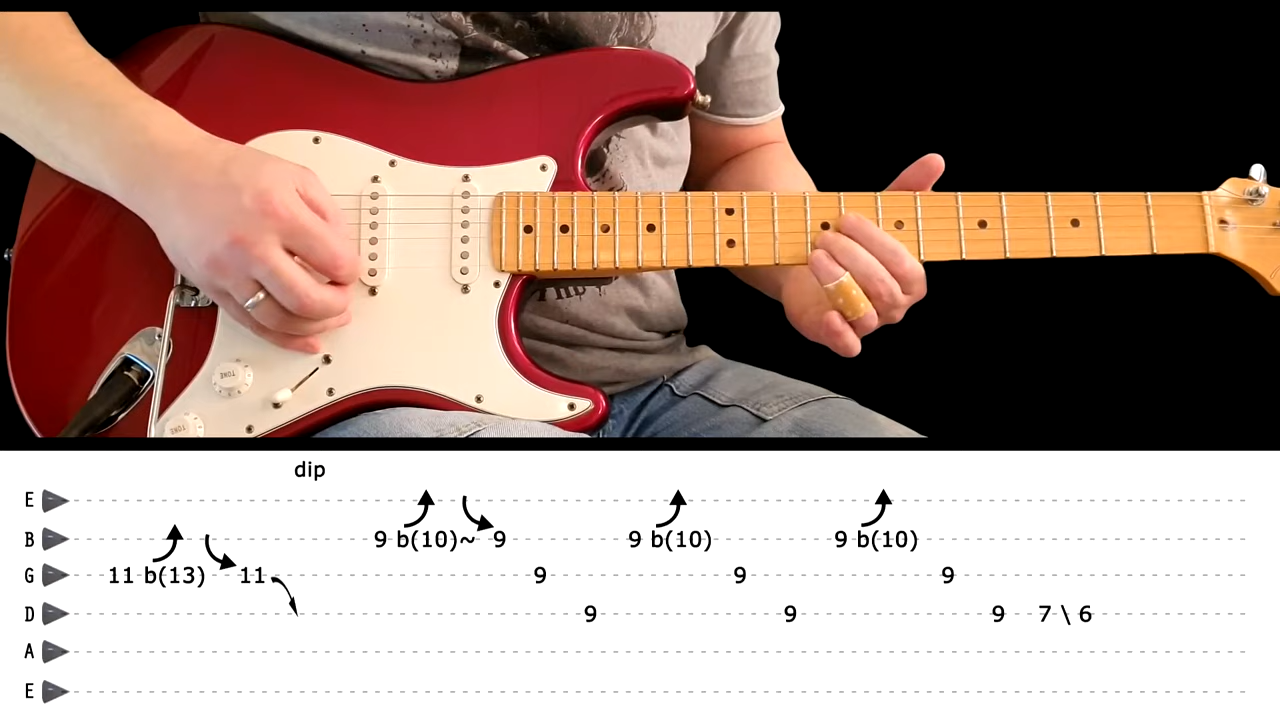 TONE
TONE
dip
E
B 9 b(10)~ 9 9 b(10) 9 b(10)
G 11 b(13) 11 9 9 9
D 9 9 9 7 \ 6
A
E